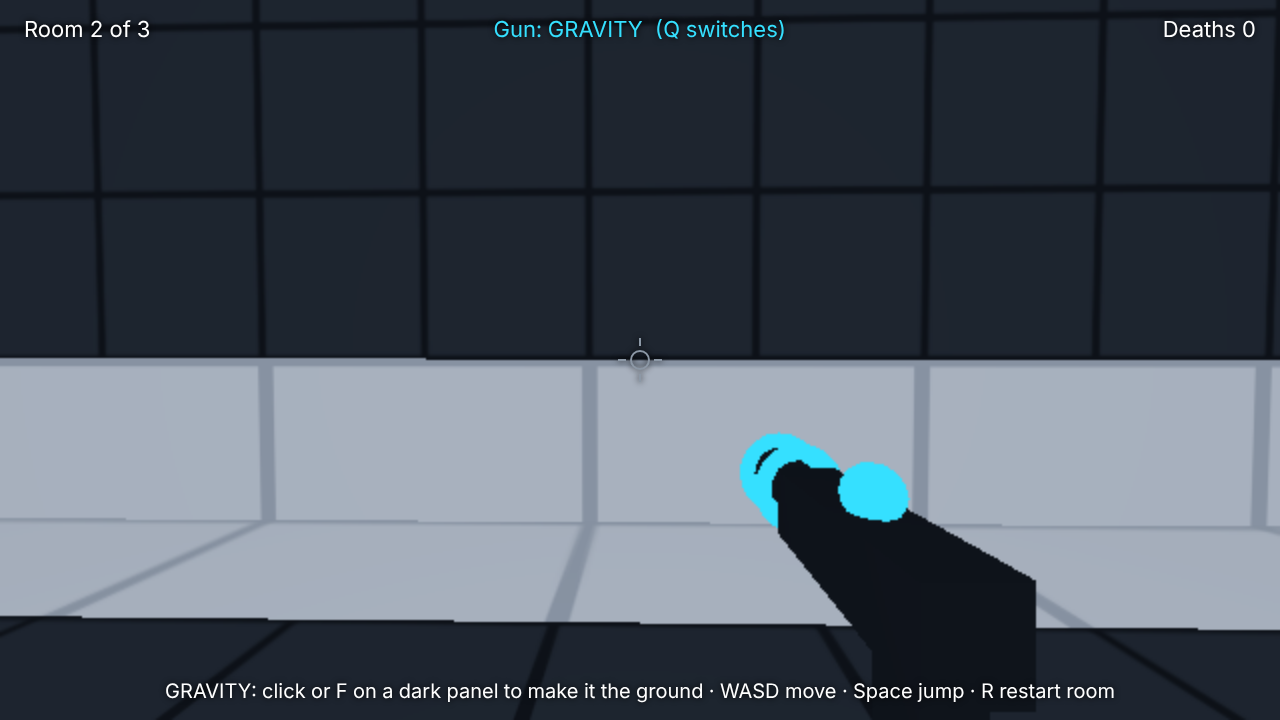 Room 2 of 3
Gun: GRAVITY (Q switches)
Deaths 0
GRAVITY: click or F on a dark panel to make it the ground · WASD move · Space jump · R restart room